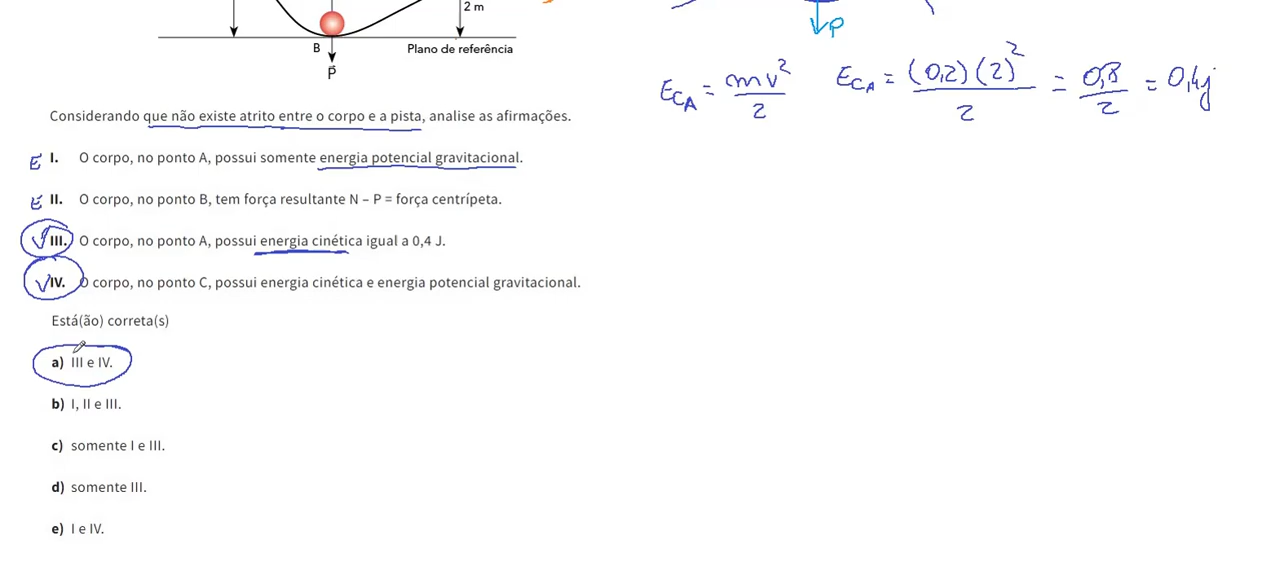 2 m
B
Plano de referência
P
P
E_CA = mv²/2 E_CA = (0,2)(2)²/2 = 0,8/2 = 0,4j
Considerando que não existe atrito entre o corpo e a pista, analise as afirmações.
E I. O corpo, no ponto A, possui somente energia potencial gravitacional.
E II. O corpo, no ponto B, tem força resultante N – P = força centrípeta.
✓ III. O corpo, no ponto A, possui energia cinética igual a 0,4 J.
✓ IV. O corpo, no ponto C, possui energia cinética e energia potencial gravitacional.
Está(ão) correta(s)
a) III e IV.
b) I, II e III.
c) somente I e III.
d) somente III.
e) I e IV.